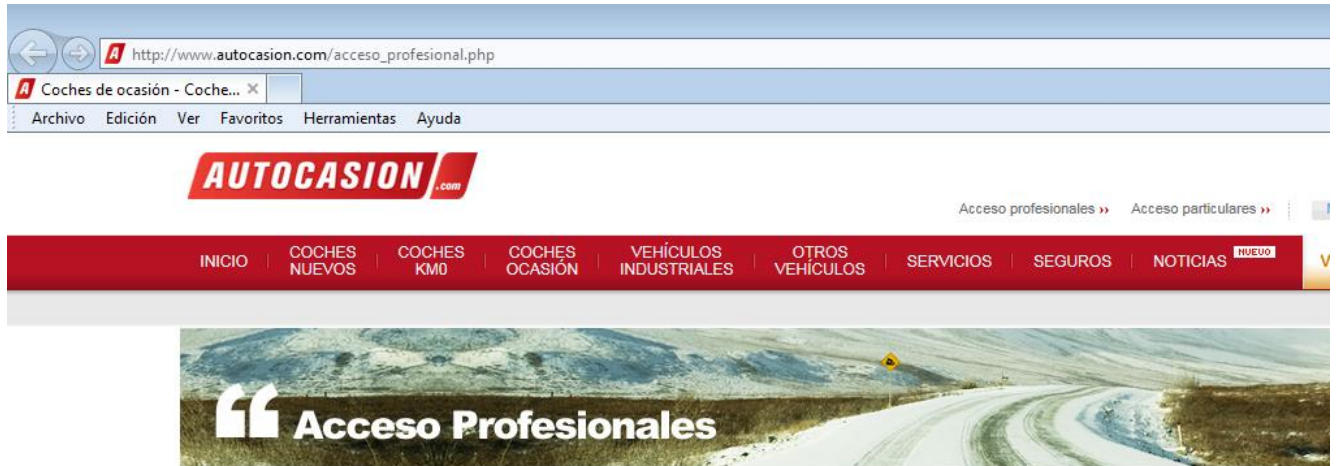 http://www.autocasion.com/acceso_profesional.php
Coches de ocasión - Coche...
Archivo Edición Ver Favoritos Herramientas Ayuda
AUTOCASION.com
Acceso profesionales ›› Acceso particulares ››
INICIO
COCHES
NUEVOS
COCHES
KM0
COCHES
OCASIÓN
VEHÍCULOS
INDUSTRIALES
OTROS
VEHÍCULOS
SERVICIOS
SEGUROS
NOTICIAS NUEVO
“ Acceso Profesionales